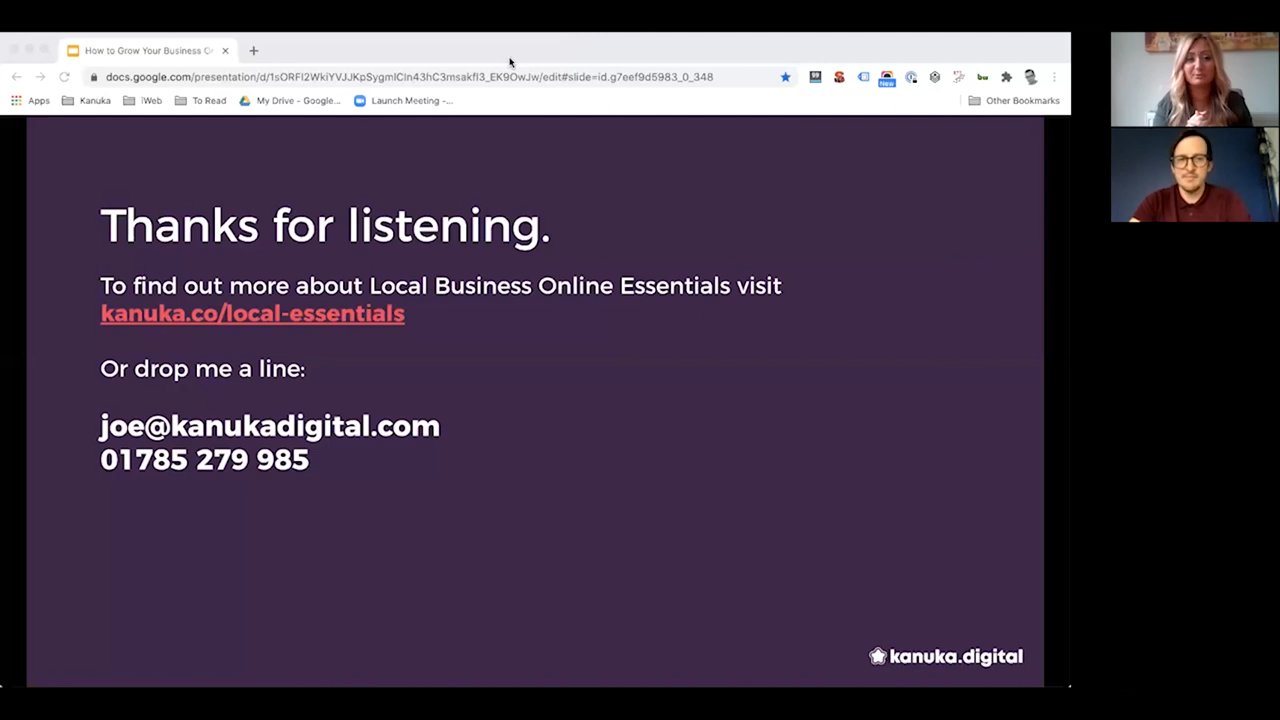 How to Grow Your Business O
docs.google.com/presentation/d/1sORFI2WkiYVJJKpSygmICln43hC3msakfI3_EK9OwJw/edit#slide=id.g7eef9d5983_0_348
New
Apps Kanuka iWeb To Read My Drive - Google... Launch Meeting -... Other Bookmarks
Thanks for listening.
To find out more about Local Business Online Essentials visit
kanuka.co/local-essentials
Or drop me a line:
joe@kanukadigital.com
01785 279 985
kanuka.digital